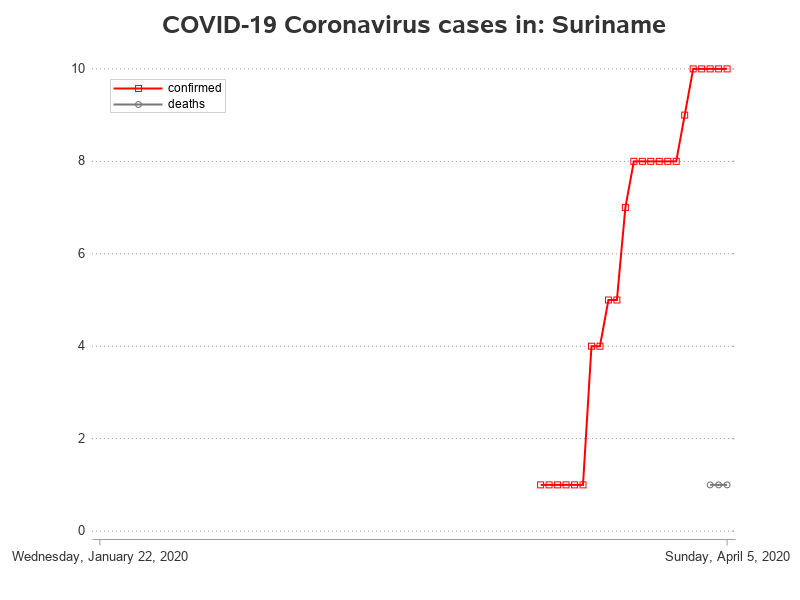 COVID-19 Coronavirus cases in: Suriname
10
confirmed
deaths
8
6
4
2
0
Wednesday, January 22, 2020
Sunday, April 5, 2020